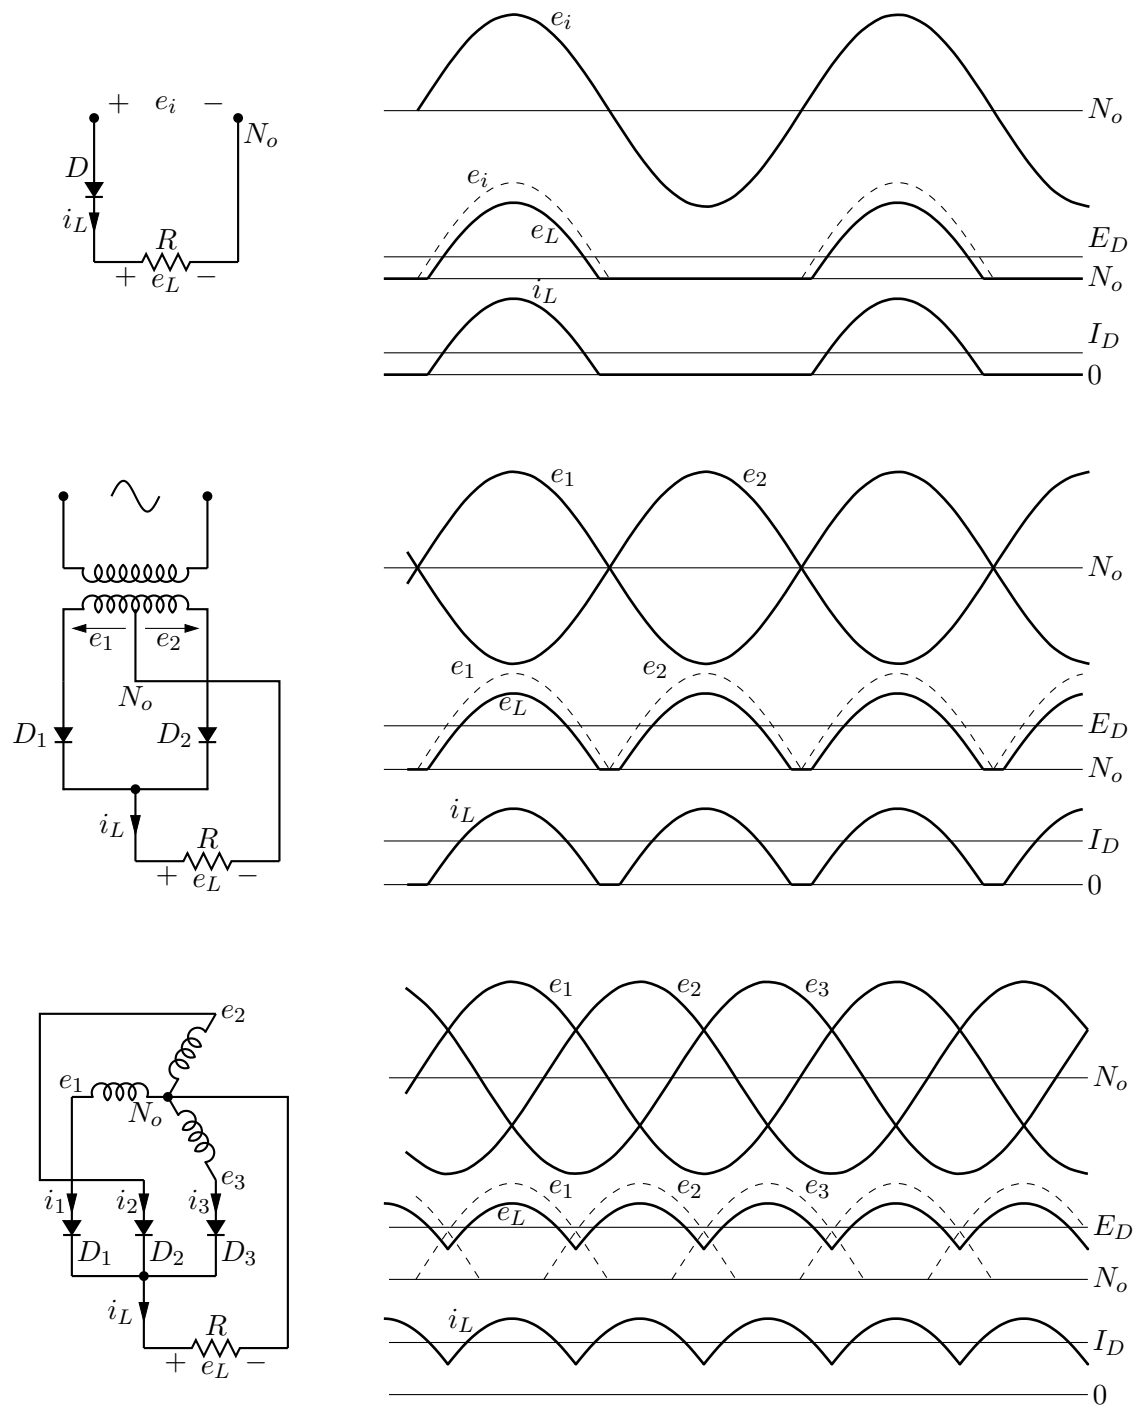 e_i
+ e_i −
N_o
N_o
D
e_i
i_L
e_L
R
E_D
+ e_L −
N_o
i_L
I_D
0
e_1
e_2
N_o
e_1 e_2
e_1
e_2
N_o
e_L
D_1
D_2
E_D
N_o
i_L
i_L
R
I_D
+ e_L −
0
e_1
e_2
e_3
e_2
N_o
e_1
N_o
e_3
e_1
e_2
e_3
i_1
i_2
i_3
e_L
E_D
D_1
D_2
D_3
N_o
i_L
i_L
R
I_D
+ e_L −
0